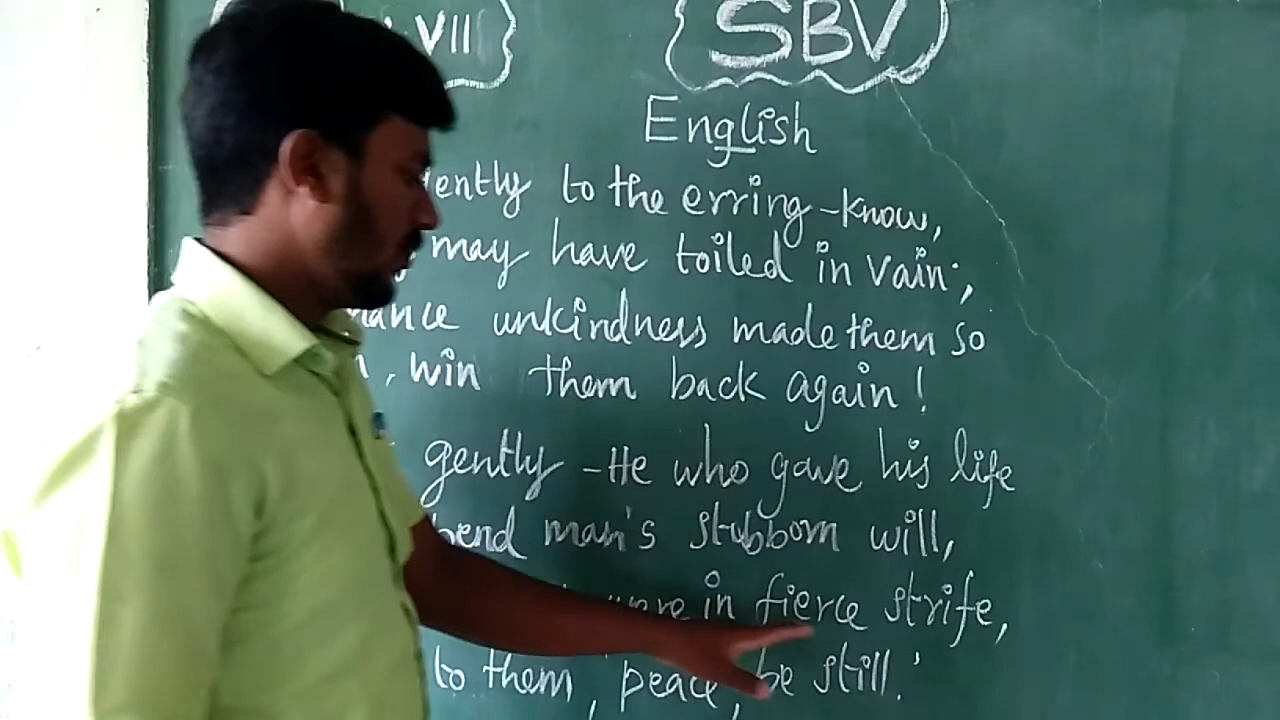 VII
SBV
English
to the erring - know,
may have toiled in vain;
unkindness made them so
, win them back again!
gently - He who gave his life
bend man's stubborn will,
in fierce strife,
to them, 'peace, be still.'